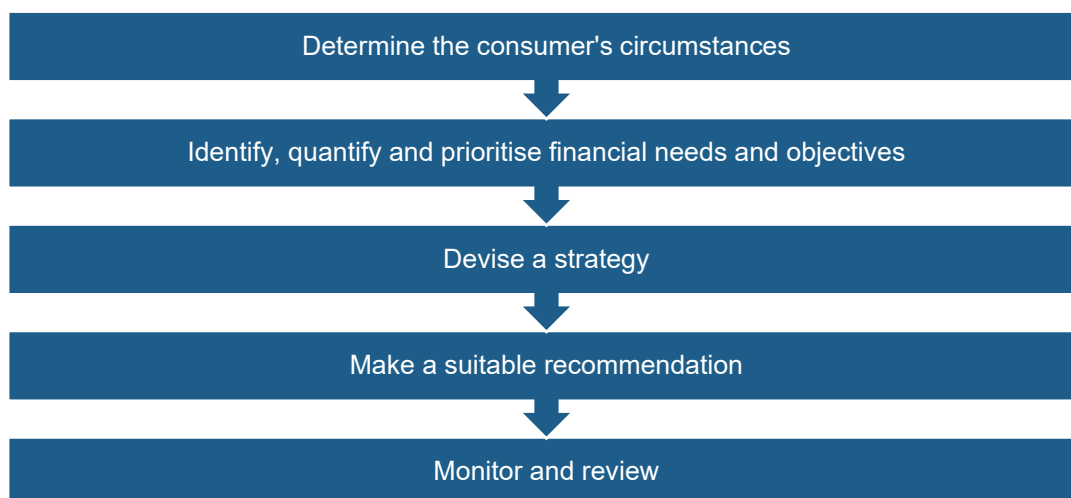 Determine the consumer's circumstances
Identify, quantify and prioritise financial needs and objectives
Devise a strategy
Make a suitable recommendation
Monitor and review